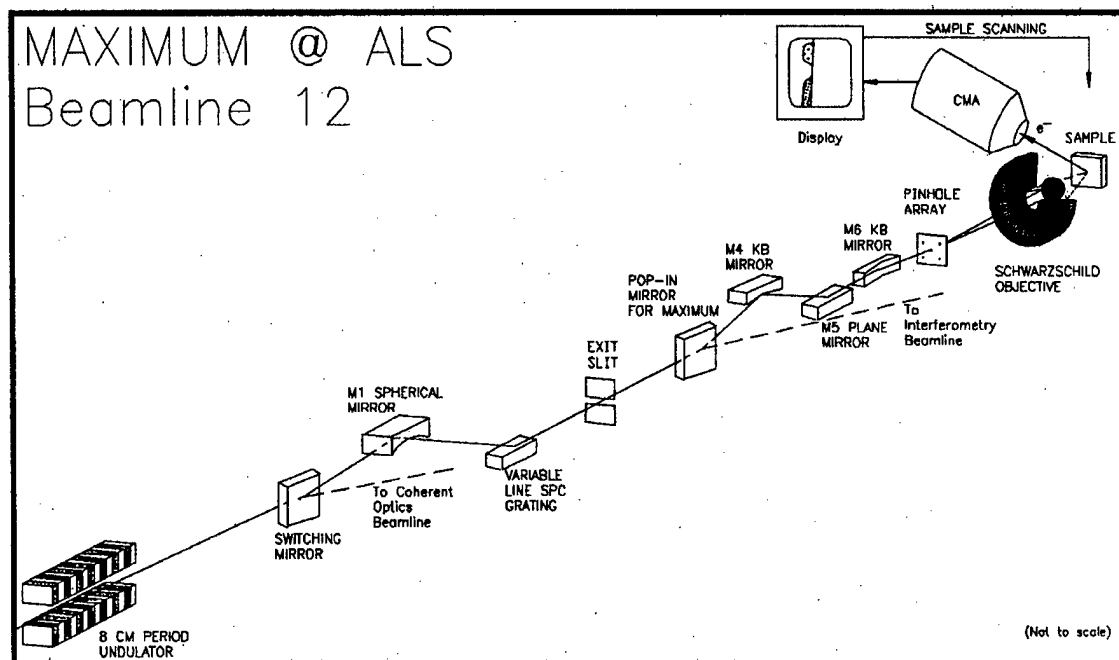 MAXIMUM @ ALS
Beamline 12
SAMPLE SCANNING
CMA
Display
e⁻
SAMPLE
PINHOLE
ARRAY
M6 KB
MIRROR
M4 KB
MIRROR
SCHWARZSCHILD
OBJECTIVE
POP-IN
MIRROR
FOR MAXIMUM
M5 PLANE
MIRROR
To
Interferometry
Beamline
EXIT
SLIT
M1 SPHERICAL
MIRROR
VARIABLE
LINE SPC
GRATING
To Coherent
Optics
Beamline
SWITCHING
MIRROR
8 CM PERIOD
UNDULATOR
(Not to scale)